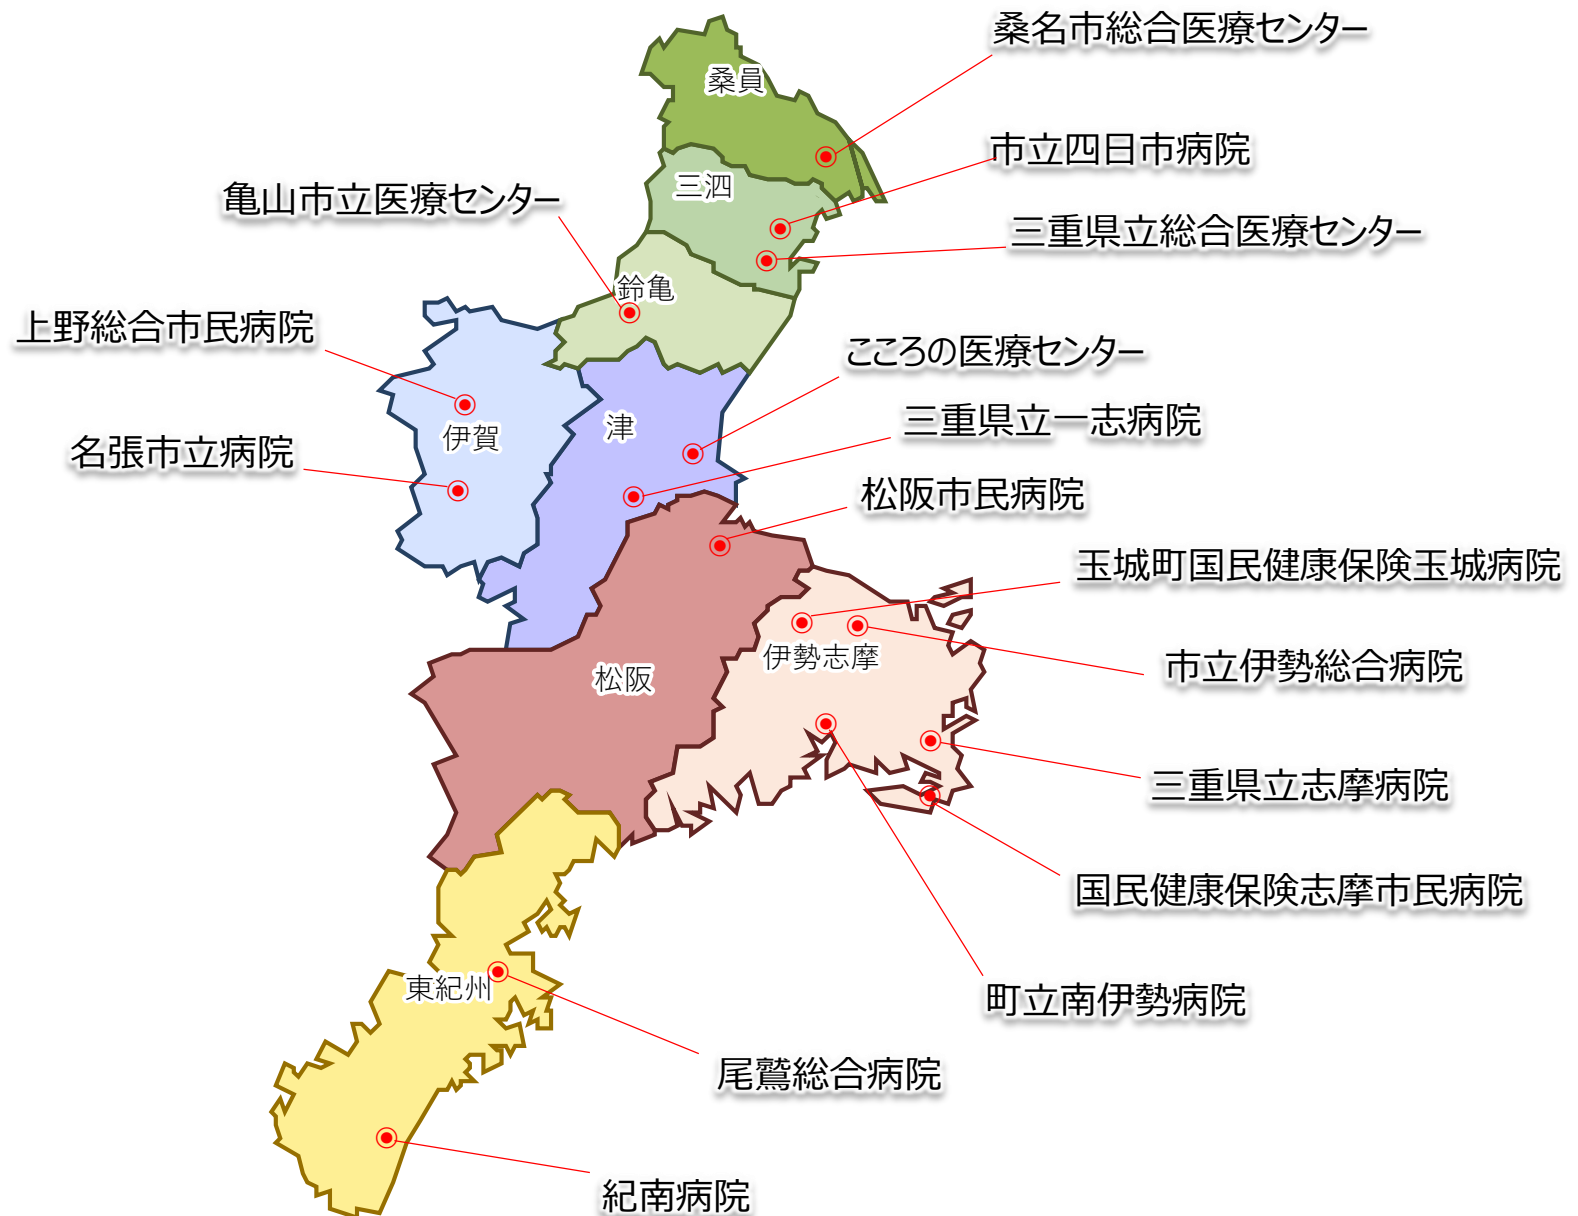 桑名市総合医療センター
桑員
市立四日市病院
三泗
亀山市立医療センター
三重県立総合医療センター
鈴亀
上野総合市民病院
こころの医療センター
三重県立一志病院
津
伊賀
名張市立病院
松阪市民病院
玉城町国民健康保険玉城病院
伊勢志摩
市立伊勢総合病院
松阪
三重県立志摩病院
国民健康保険志摩市民病院
東紀州
町立南伊勢病院
尾鷲総合病院
紀南病院